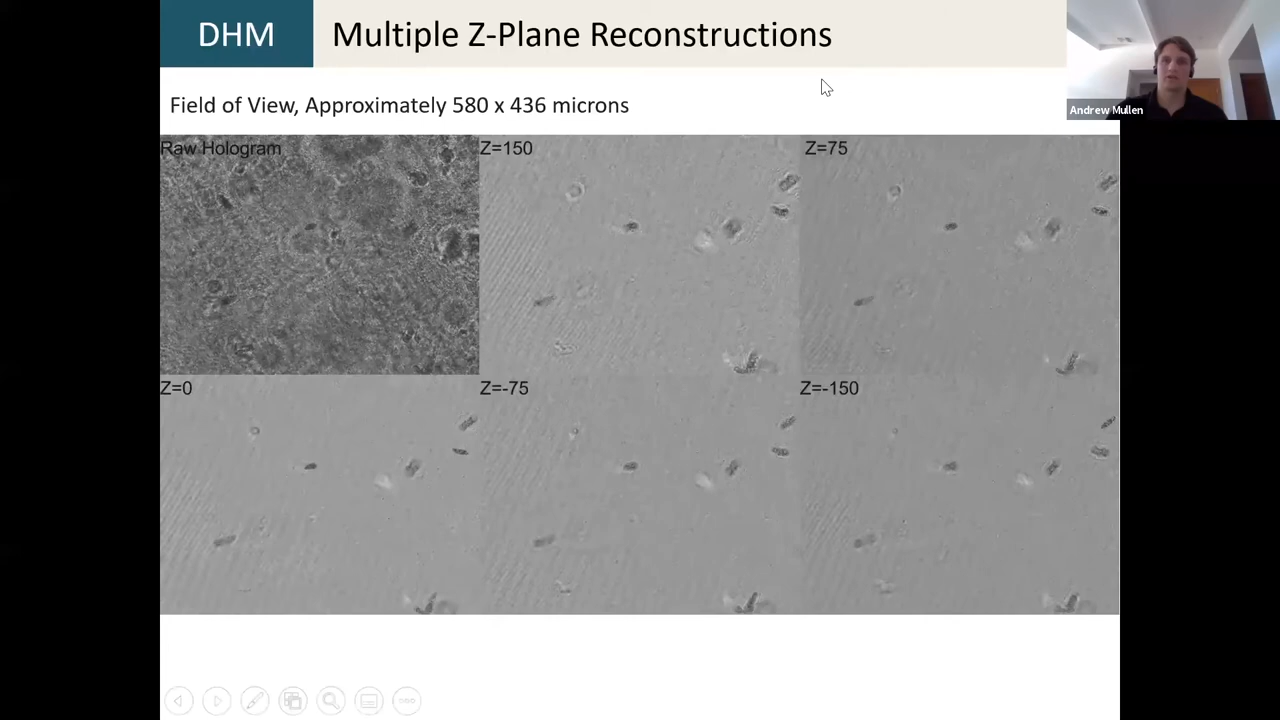 DHM
Multiple Z-Plane Reconstructions
Andrew Mullen
Field of View, Approximately 580 x 436 microns
Raw Hologram
Z=150
Z=75
Z=0
Z=-75
Z=-150